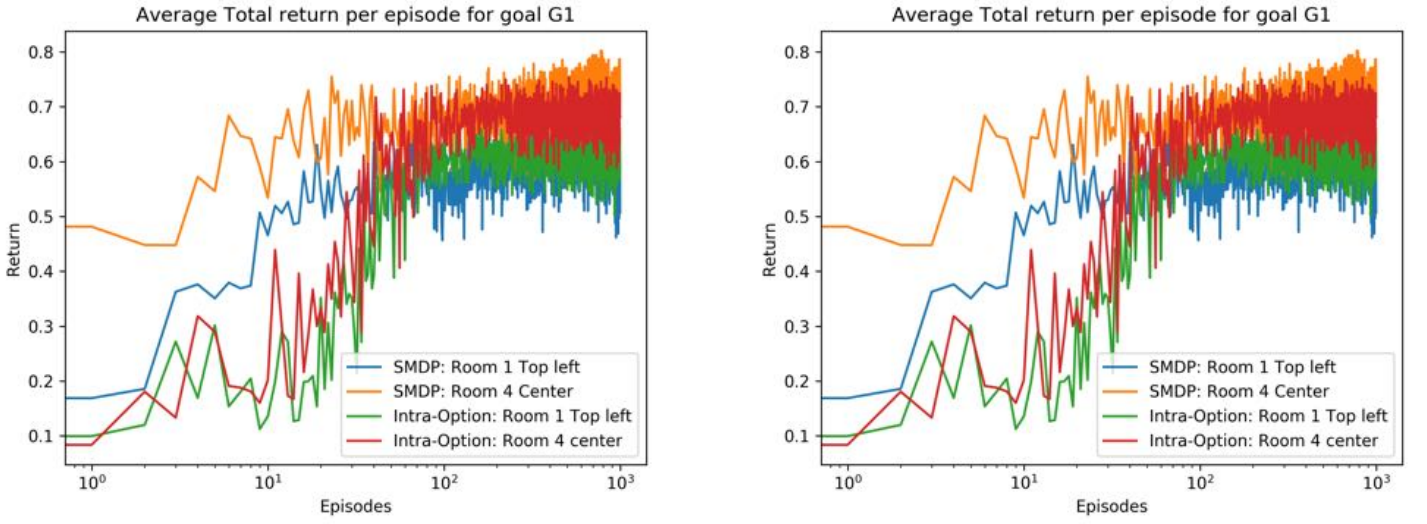 Average Total return per episode for goal G1
0.8
0.7
0.6
0.5
0.4
0.3
0.2
0.1
Return
SMDP: Room 1 Top left
SMDP: Room 4 Center
Intra-Option: Room 1 Top left
Intra-Option: Room 4 center
10⁰
10¹
10²
10³
Episodes
Average Total return per episode for goal G1
0.8
0.7
0.6
0.5
0.4
0.3
0.2
0.1
Return
SMDP: Room 1 Top left
SMDP: Room 4 Center
Intra-Option: Room 1 Top left
Intra-Option: Room 4 center
10⁰
10¹
10²
10³
Episodes